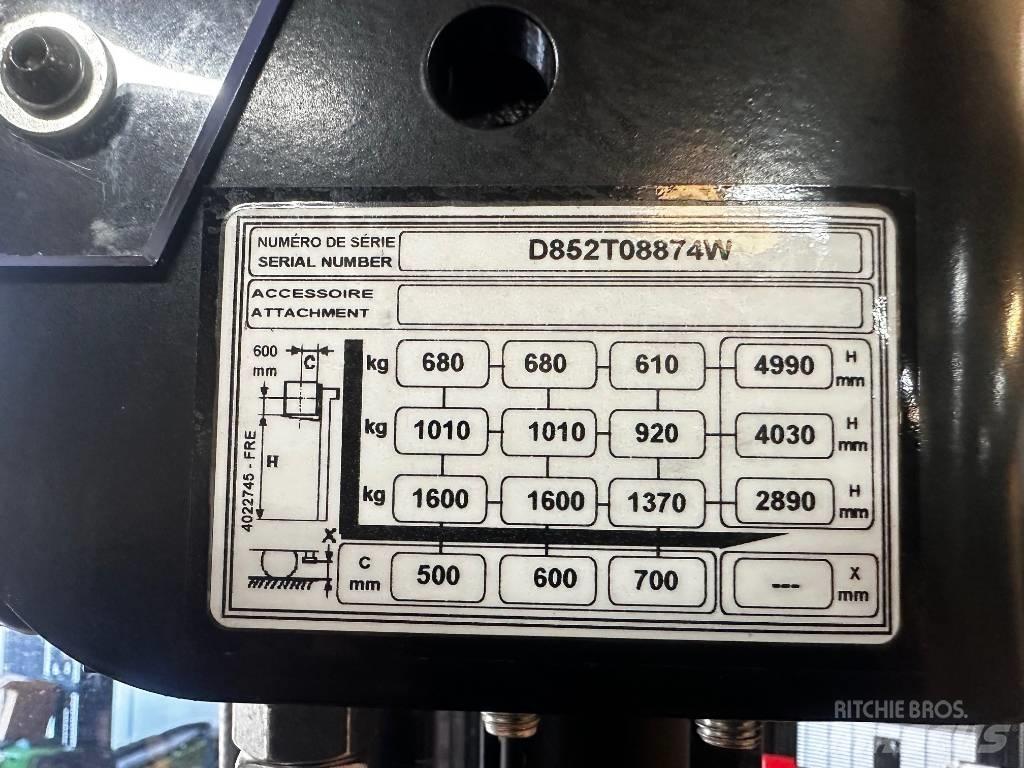 NUMÉRO DE SÉRIE
SERIAL NUMBER
D852T08874W
ACCESSOIRE
ATTACHMENT
600 mm
C
H
X
4022745 - FRE
kg 680 680 610 4990 H mm
kg 1010 1010 920 4030 H mm
kg 1600 1600 1370 2890 H mm
C mm 500 600 700 --- X mm
RITCHIE BROS.